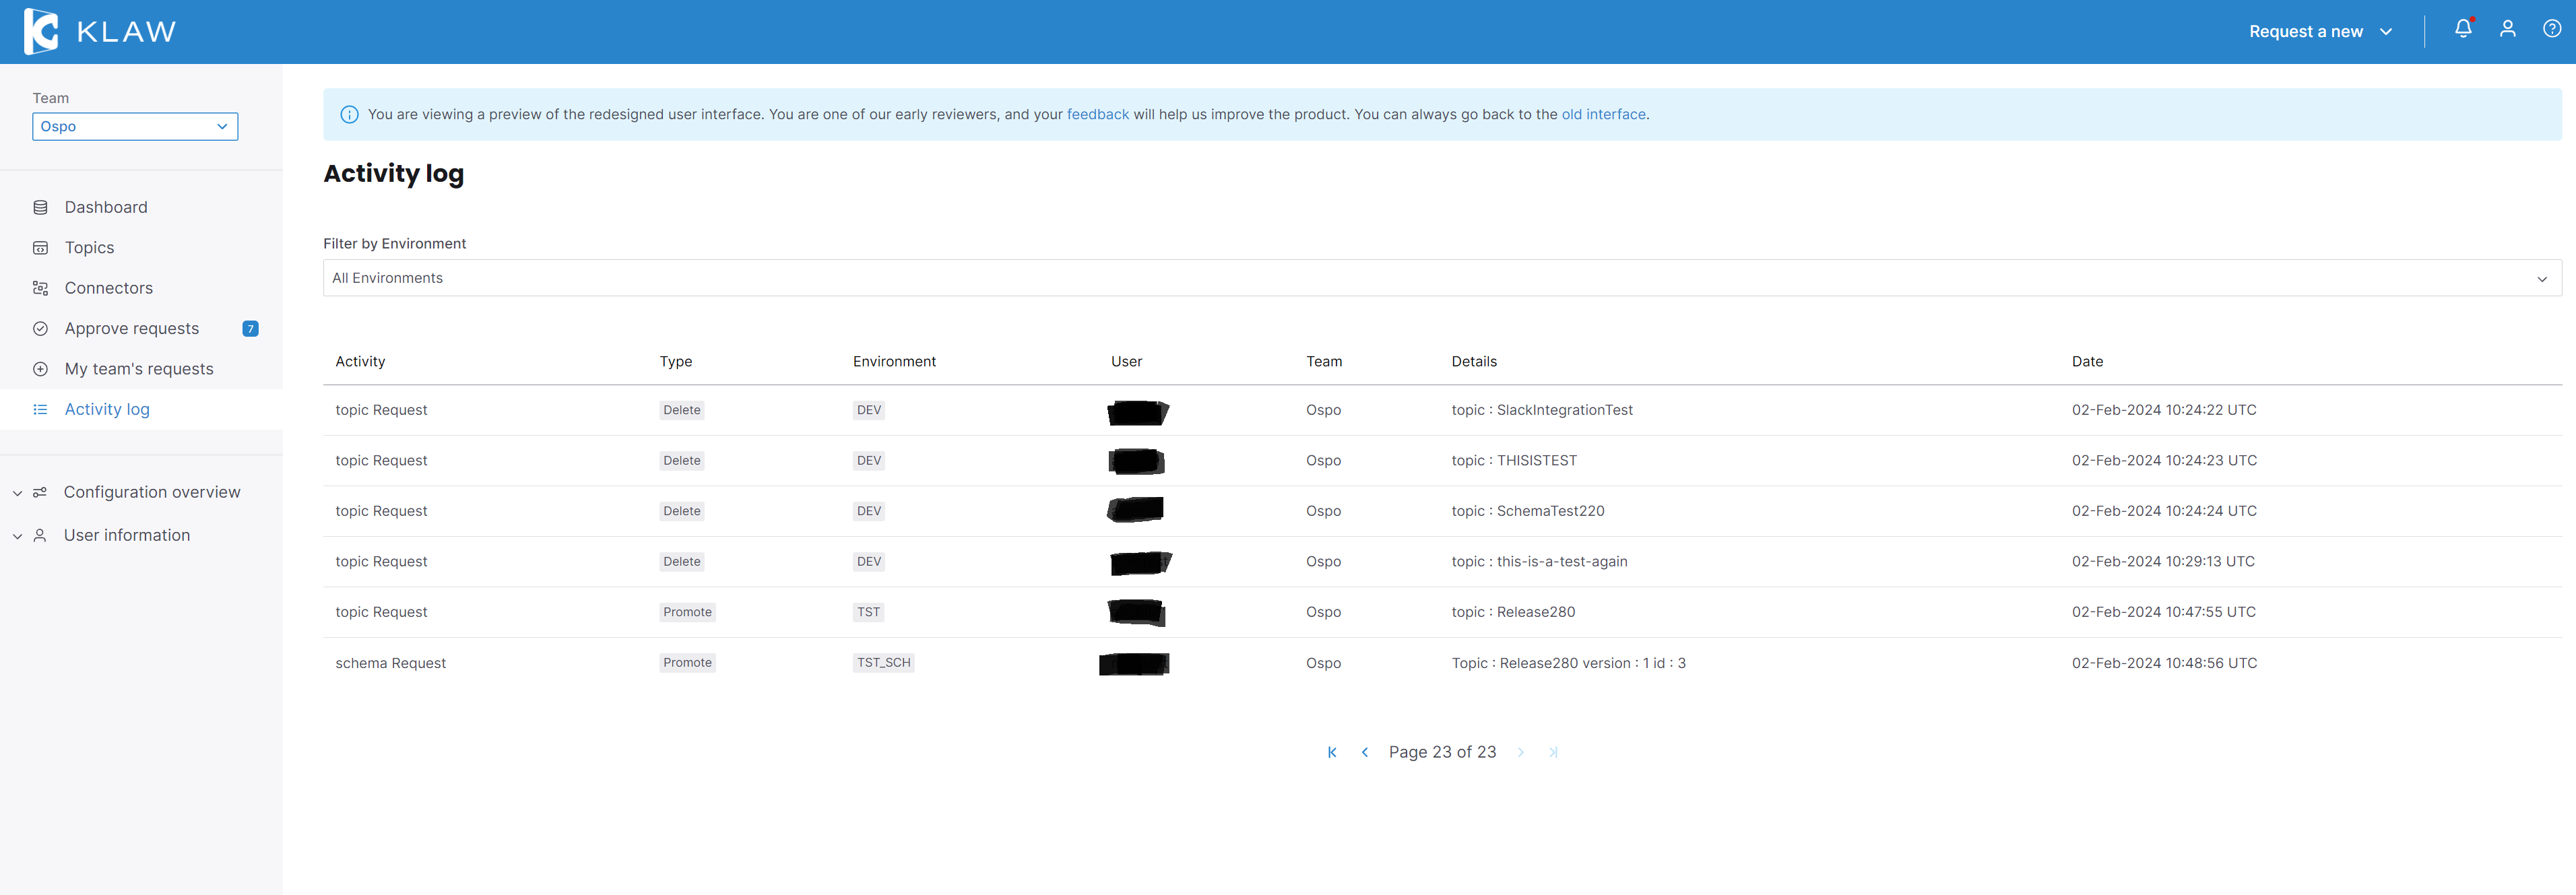 KLAW
Request a new
Team
Ospo
You are viewing a preview of the redesigned user interface. You are one of our early reviewers, and your feedback will help us improve the product. You can always go back to the old interface.
Activity log
Dashboard
Topics
Connectors
Approve requests 7
My team's requests
Activity log
Configuration overview
User information
Filter by Environment
All Environments
Activity Type Environment User Team Details Date
topic Request Delete DEV Ospo topic : SlackIntegrationTest 02-Feb-2024 10:24:22 UTC
topic Request Delete DEV Ospo topic : THISISTEST 02-Feb-2024 10:24:23 UTC
topic Request Delete DEV Ospo topic : SchemaTest220 02-Feb-2024 10:24:24 UTC
topic Request Delete DEV Ospo topic : this-is-a-test-again 02-Feb-2024 10:29:13 UTC
topic Request Promote TST Ospo topic : Release280 02-Feb-2024 10:47:55 UTC
schema Request Promote TST_SCH Ospo Topic : Release280 version : 1 id : 3 02-Feb-2024 10:48:56 UTC
Page 23 of 23